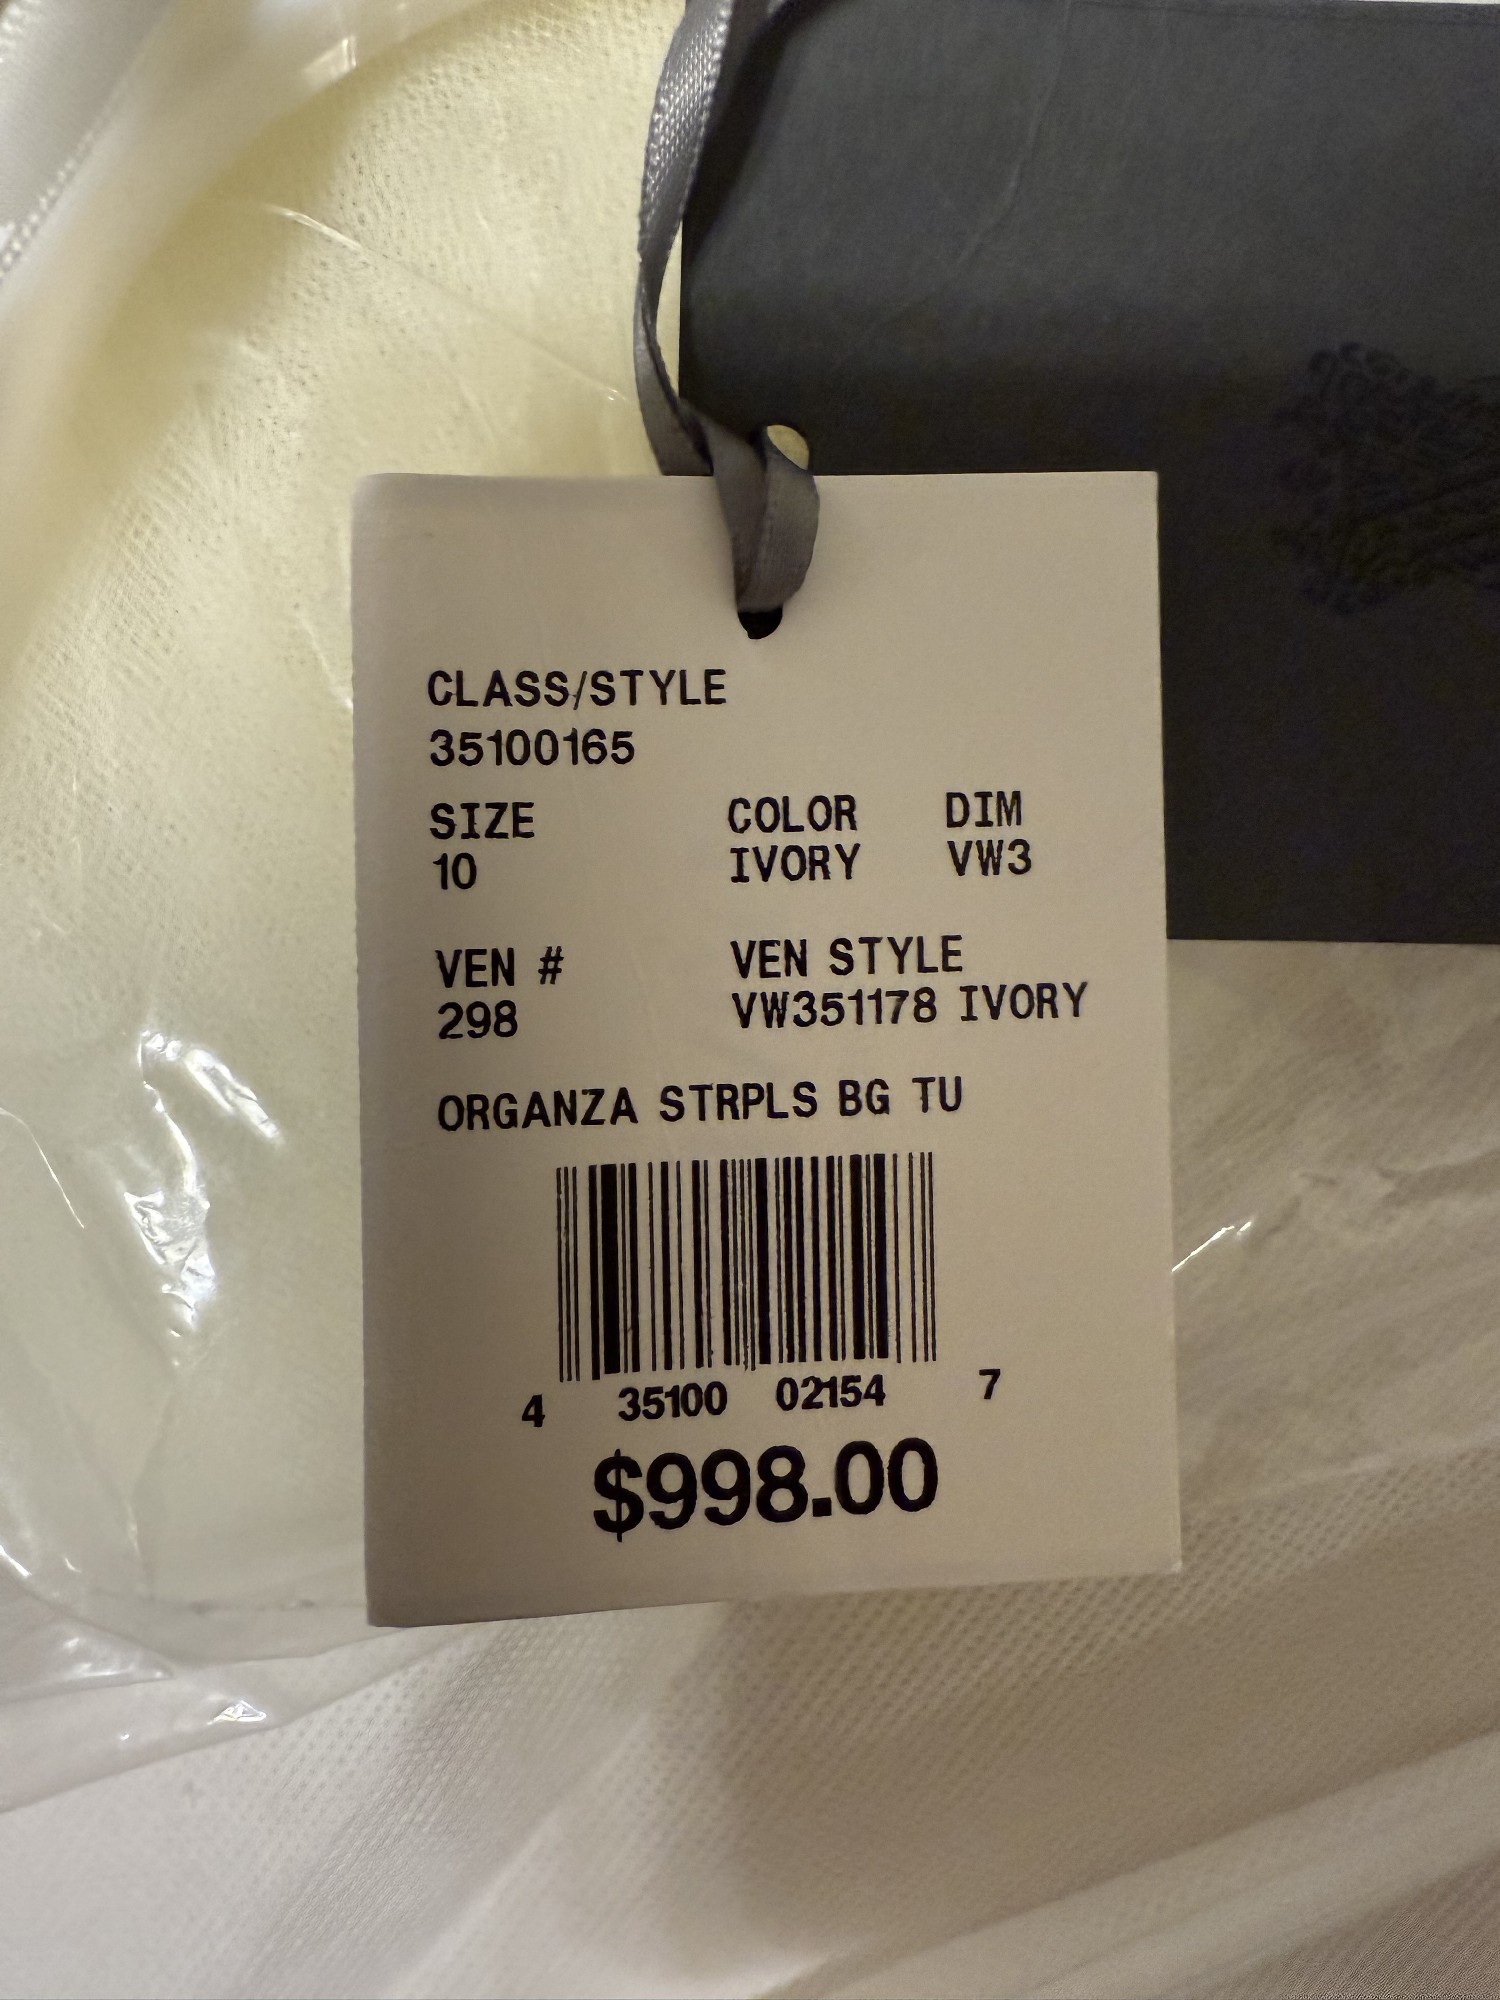 CLASS/STYLE
35100165
SIZE COLOR DIM
10 IVORY VW3
VEN # VEN STYLE
298 VW351178 IVORY
ORGANZA STRPLS BG TU
4 35100 02154 7
$998.00